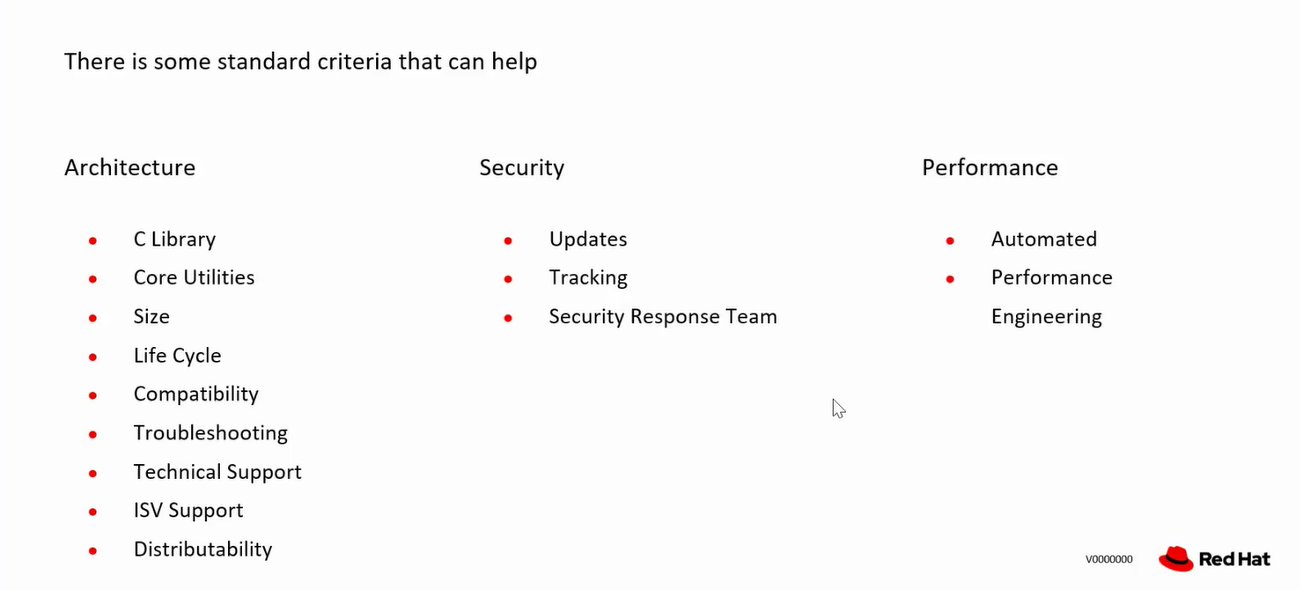 There is some standard criteria that can help
Architecture
C Library
Core Utilities
Size
Life Cycle
Compatibility
Troubleshooting
Technical Support
ISV Support
Distributability
Security
Updates
Tracking
Security Response Team
Performance
Automated
Performance
Engineering
V0000000
Red Hat